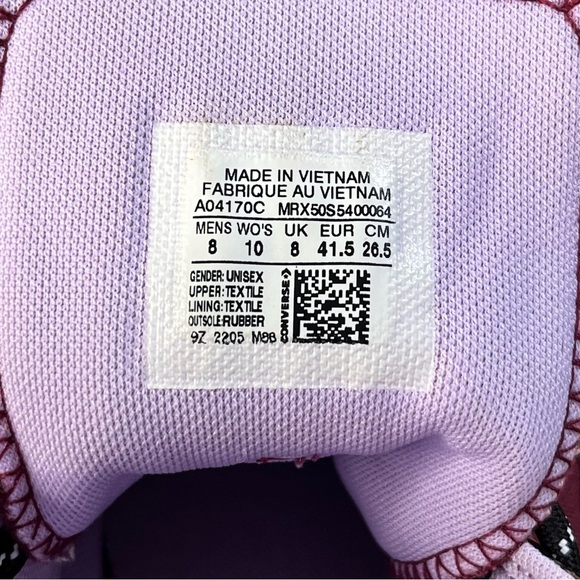 MADE IN VIETNAM
FABRIQUE AU VIETNAM
A04170C MRX50S5400064
MENS WO'S UK EUR CM
8 10 8 41.5 26.5
GENDER: UNISEX
UPPER: TEXTILE
LINING: TEXTILE
OUTSOLE: RUBBER
9Z 2205 M8B
CONVERSE